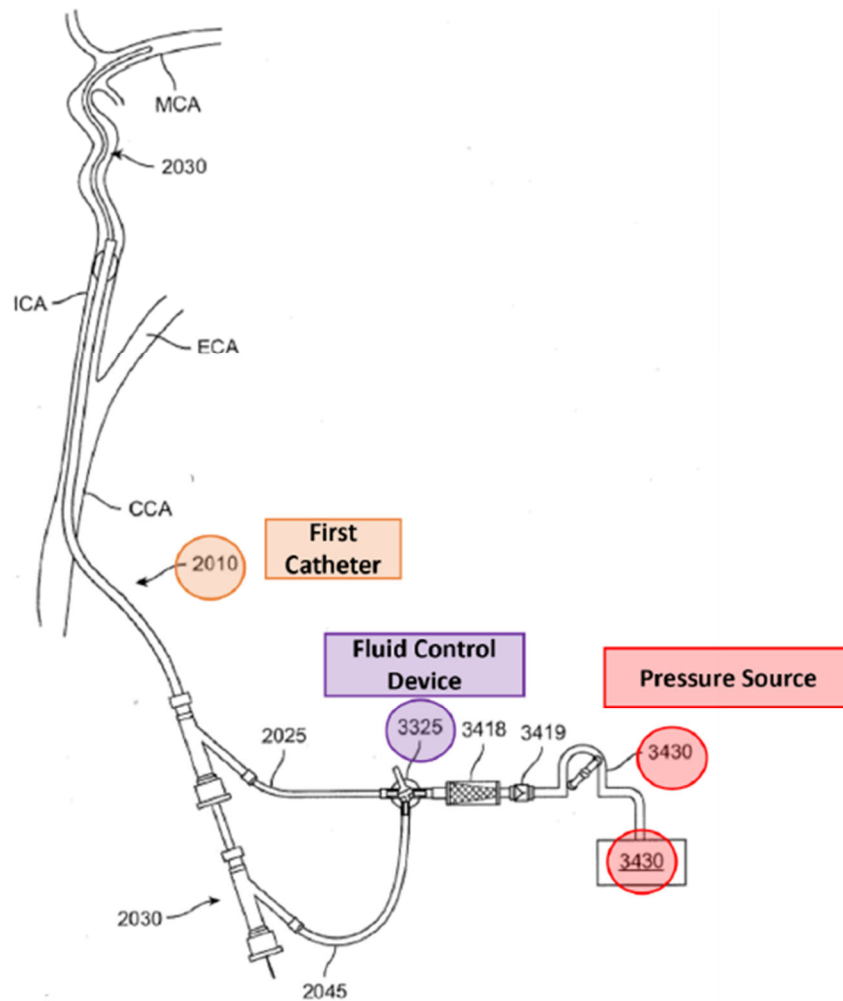 MCA
2030
ICA
ECA
CCA
2010
First
Catheter
Fluid Control
Device
Pressure Source
3325
3418
3419
3430
2025
3430
2030
2045